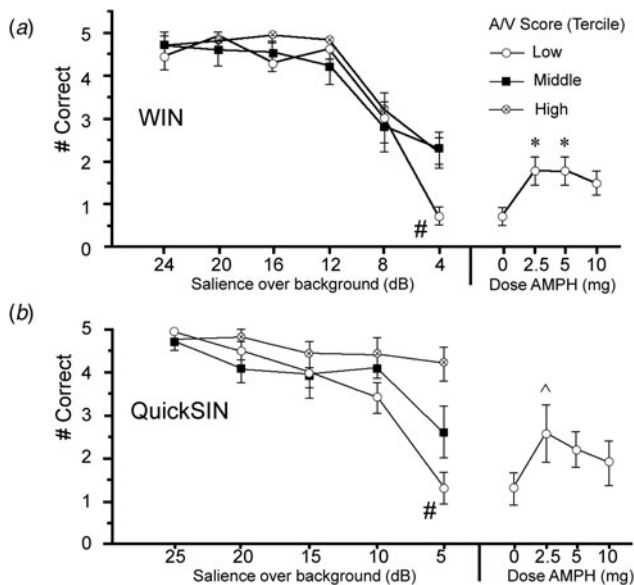 (a)
A/V Score (Tercile)
Low
Middle
High
# Correct
5
4
3
2
1
0
WIN
#
* *
24 20 16 12 8 4
Salience over background (dB)
0 2.5 5 10
Dose AMPH (mg)
(b)
# Correct
5
4
3
2
1
0
QuickSIN
#
^
25 20 15 10 5
Salience over background (dB)
0 2.5 5 10
Dose AMPH (mg)